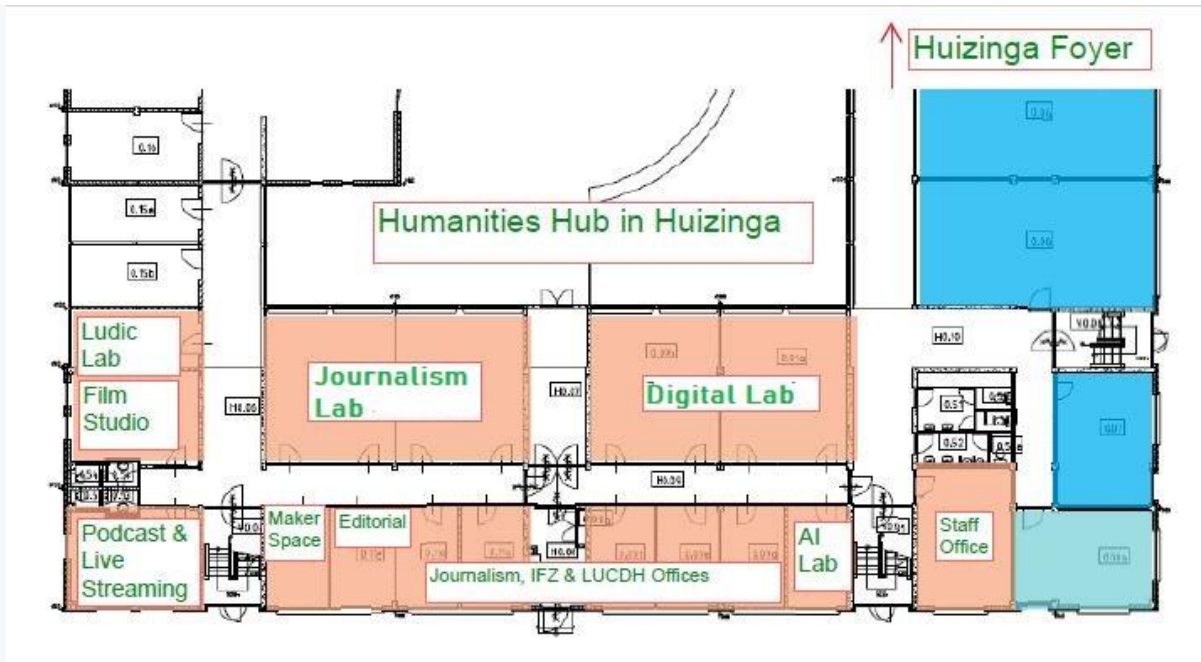 Huizinga Foyer
0.16
0.15a
0.15b
Humanities Hub in Huizinga
0.06
Ludic
Lab
Film
Studio
Journalism
Lab
Digital Lab
H0.06
H0.07
H0.10
0.51
0.52
H0.09
Podcast &
Live
Streaming
Maker
Space
Editorial
H0.08
Journalism, IFZ & LUCDH Offices
AI
Lab
Staff
Office